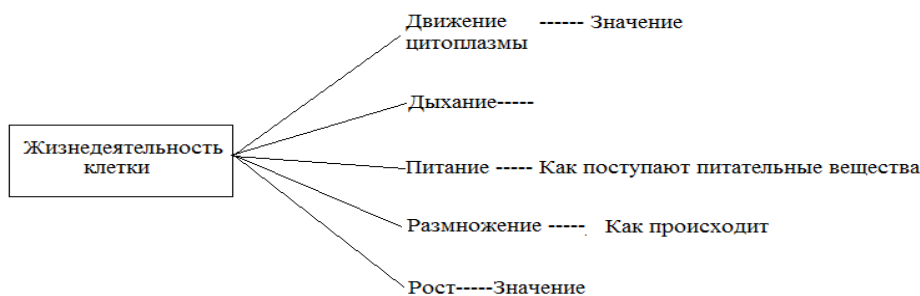 Движение ------ Значение
цитоплазмы
Дыхание-----
Жизнедеятельность
клетки
Питание ----- Как поступают питательные вещества
Размножение ----- Как происходит
Рост-----Значение